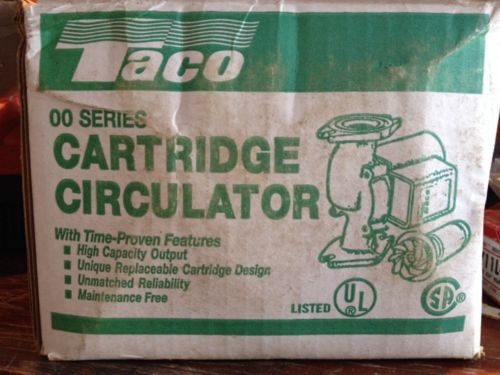 Taco
00 SERIES
CARTRIDGE
CIRCULATOR
With Time-Proven Features
■ High Capacity Output
■ Unique Replaceable Cartridge Design
■ Unmatched Reliability
■ Maintenance Free
LISTED UL ® SA ®